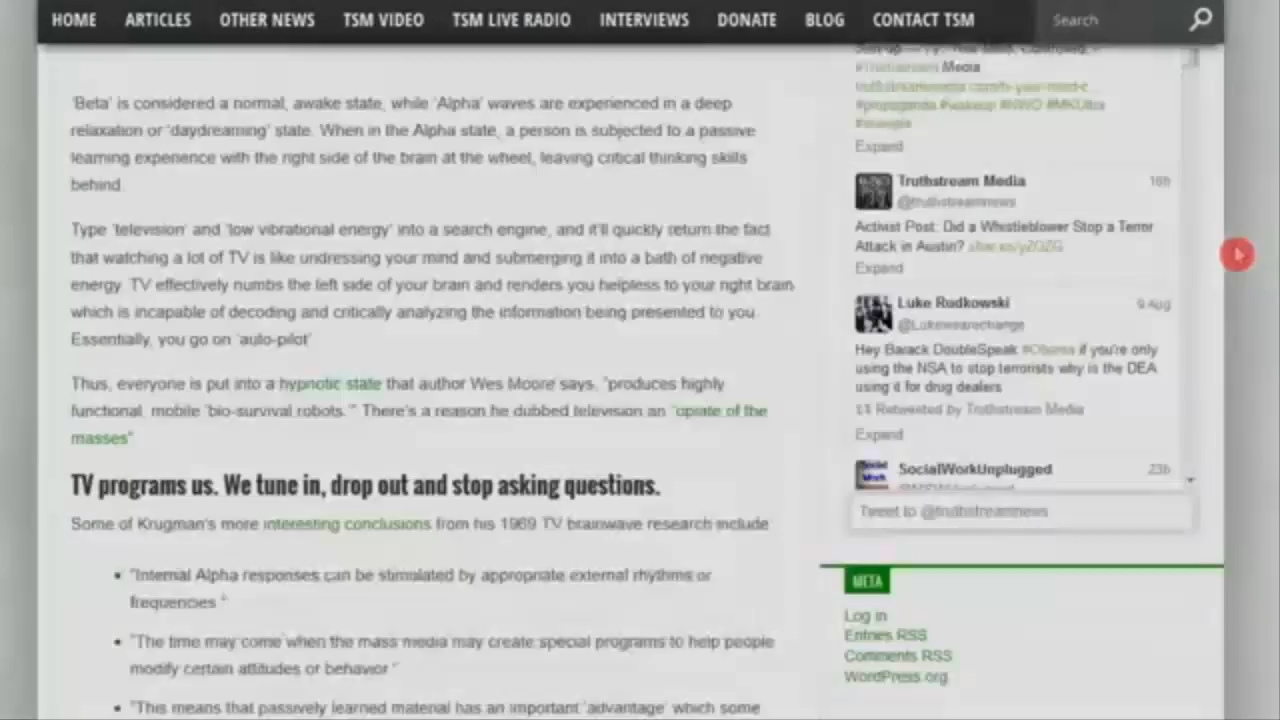 HOME ARTICLES OTHER NEWS TSM VIDEO TSM LIVE RADIO INTERVIEWS DONATE BLOG CONTACT TSM Search
'Beta' is considered a normal, awake state, while 'Alpha' waves are experienced in a deep
relaxation or 'daydreaming' state. When in the Alpha state, a person is subjected to a passive
learning experience with the right side of the brain at the wheel, leaving critical thinking skills
behind.
Type 'television' and 'low vibrational energy' into a search engine, and it'll quickly return the fact
that watching a lot of TV is like undressing your mind and submerging it into a bath of negative
energy. TV effectively numbs the left side of your brain and renders you helpless to your right brain
which is incapable of decoding and critically analyzing the information being presented to you.
Essentially, you go on 'auto-pilot'
Thus, everyone is put into a hypnotic state that author Wes Moore says, "produces highly
functional, mobile 'bio-survival robots.'" There's a reason he dubbed television an "opiate of the
masses"
TV programs us. We tune in, drop out and stop asking questions.
Some of Krugman's more interesting conclusions from his 1969 TV brainwave research include
• "Internal Alpha responses can be stimulated by appropriate external rhythms or
frequencies."
• "The time may come when the mass media may create special programs to help people
modify certain attitudes or behavior."
• "This means that passively learned material has an important 'advantage' which some
#Truthstream Media
#propaganda #wakeup #NWO #MKUltra
Expand
Truthstream Media
@truthstreamnews
Activist Post: Did a Whistleblower Stop a Terror
Attack in Austin?
Expand
Luke Rudkowski 9 Aug
@Lukewearechange
Hey Barack DoubleSpeak #Obama if you're only
using the NSA to stop terrorists why is the DEA
using it for drug dealers
Retweeted by Truthstream Media
Expand
SocialWorkUnplugged 23h
Tweet to @truthstreamnews
META
Log in
Entries RSS
Comments RSS
WordPress.org